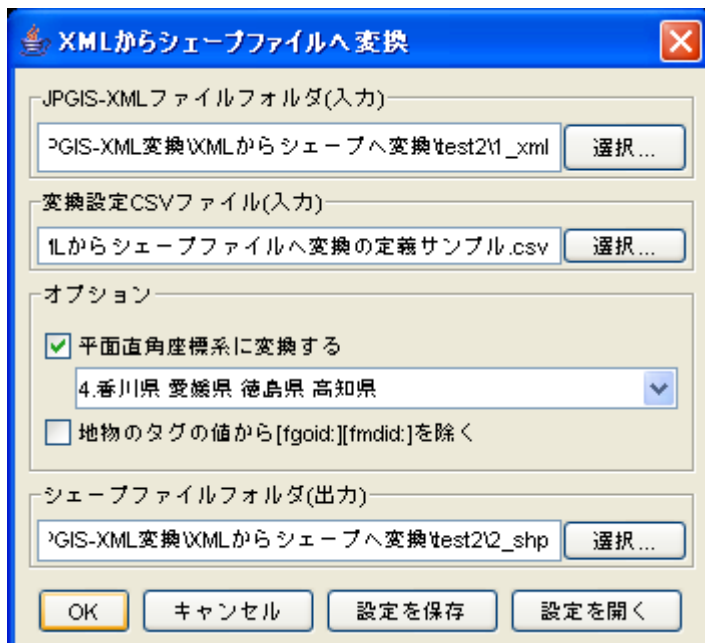 XMLからシェープファイルへ変換
JPGIS-XMLファイルフォルダ(入力)
PGIS-XML変換\XMLからシェープへ変換\test2\1_xml
選択...
変換設定CSVファイル(入力)
Lからシェープファイルへ変換の定義サンプル.csv
選択...
オプション
平面直角座標系に変換する
4.香川県 愛媛県 徳島県 高知県
地物のタグの値から[fgoid:][fmdid:]を除く
シェープファイルフォルダ(出力)
PGIS-XML変換\XMLからシェープへ変換\test2\2_shp
選択...
OK キャンセル 設定を保存 設定を開く